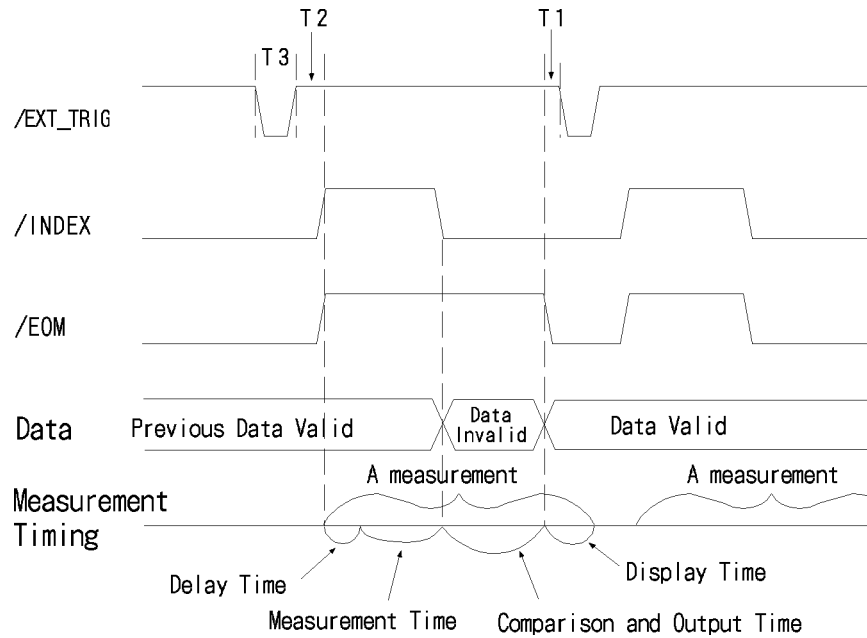 T2
T1
T3
/EXT_TRIG
/INDEX
/EOM
Data
Previous Data Valid
Data
Invalid
Data Valid
A measurement
A measurement
Measurement
Timing
Delay Time
Display Time
Measurement Time
Comparison and Output Time